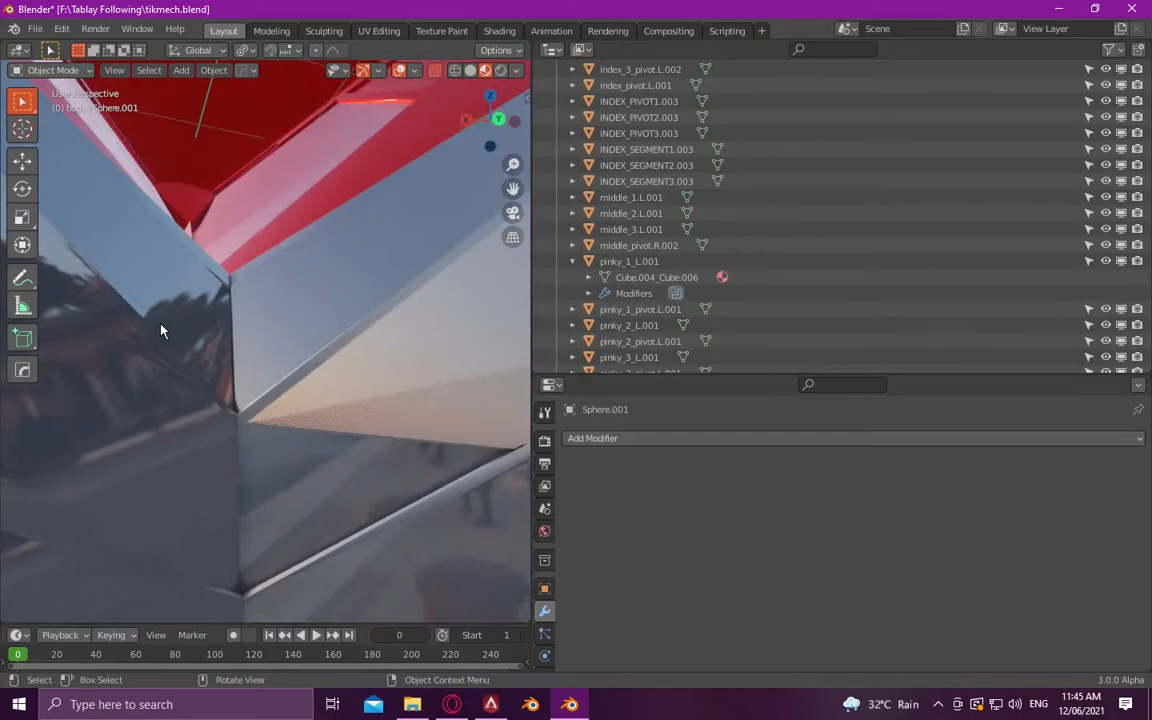 Blender* [F:\Tablay Following\tikmech.blend]
File Edit Render Window Help Layout Modeling Sculpting UV Editing Texture Paint Shading Animation Rendering Compositing Scripting + Scene View Layer
Global Options
Object Mode View Select Add Object
User Perspective
(0) body | Sphere.001
Z
X Y
index_3_pivot.L.002
index_pivot.L.001
INDEX_PIVOT1.003
INDEX_PIVOT2.003
INDEX_PIVOT3.003
INDEX_SEGMENT1.003
INDEX_SEGMENT2.003
INDEX_SEGMENT3.003
middle_1.L.001
middle_2.L.001
middle_3.L.001
middle_pivot.R.002
pinky_1_L.001
Cube.004_Cube.006
Modifiers
pinky_1_pivot.L.001
pinky_2_L.001
pinky_2_pivot.L.001
pinky_3_L.001
Sphere.001
Add Modifier
Playback Keying View Marker 0 Start 1
0 20 40 60 80 100 120 140 160 180 200 220 240
Select Box Select Rotate View Object Context Menu 3.0.0 Alpha
Type here to search 32°C Rain ENG 11:45 AM
12/06/2021